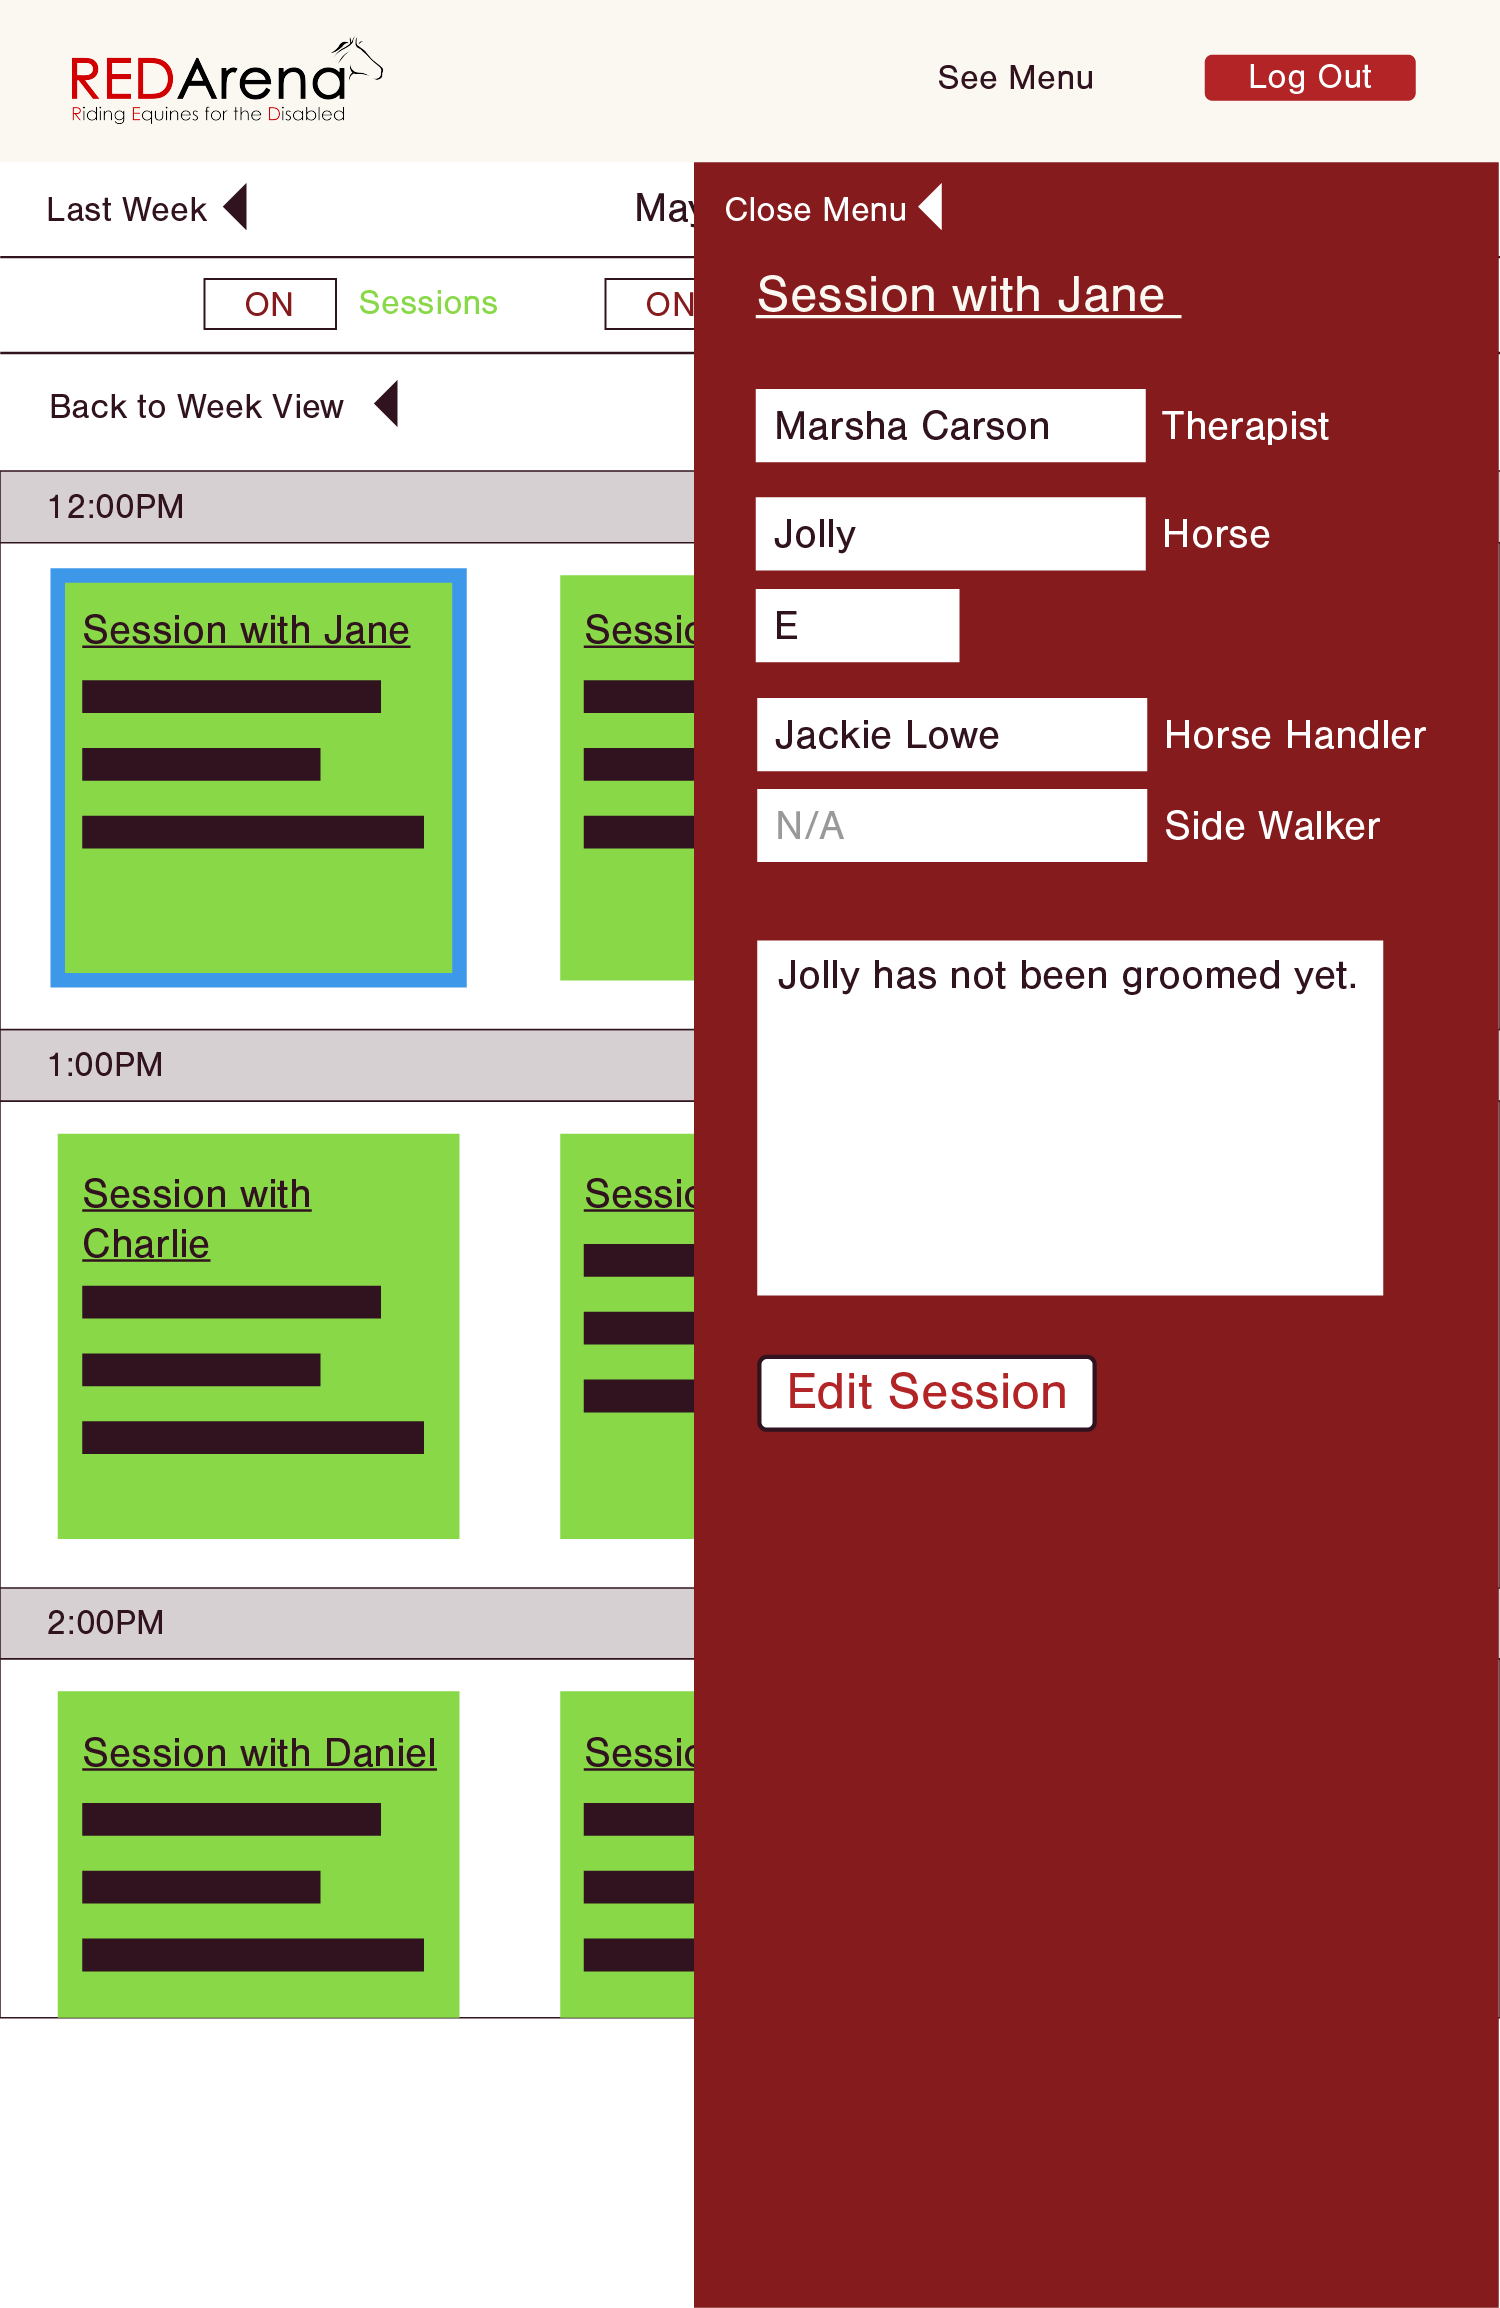 REDArena
Riding Equines for the Disabled
See Menu
Log Out
Last Week
May
ON
Sessions
ON
Back to Week View
12:00PM
Session with Jane
1:00PM
Session with
Charlie
2:00PM
Session with Daniel
Close Menu
Session with Jane
Marsha Carson
Therapist
Jolly
Horse
E
Jackie Lowe
Horse Handler
N/A
Side Walker
Jolly has not been groomed yet.
Edit Session